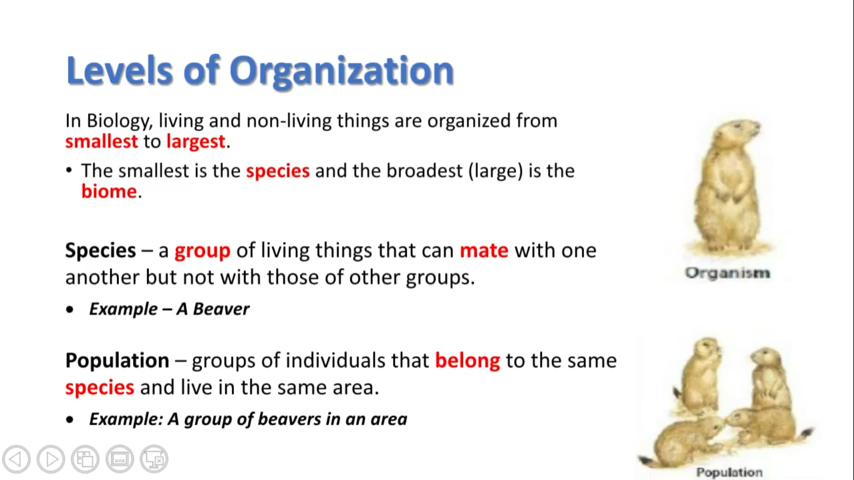 Levels of Organization
In Biology, living and non-living things are organized from
smallest to largest.
• The smallest is the species and the broadest (large) is the
biome.
Species – a group of living things that can mate with one
another but not with those of other groups.
• Example – A Beaver
Population – groups of individuals that belong to the same
species and live in the same area.
• Example: A group of beavers in an area
Organism
Population